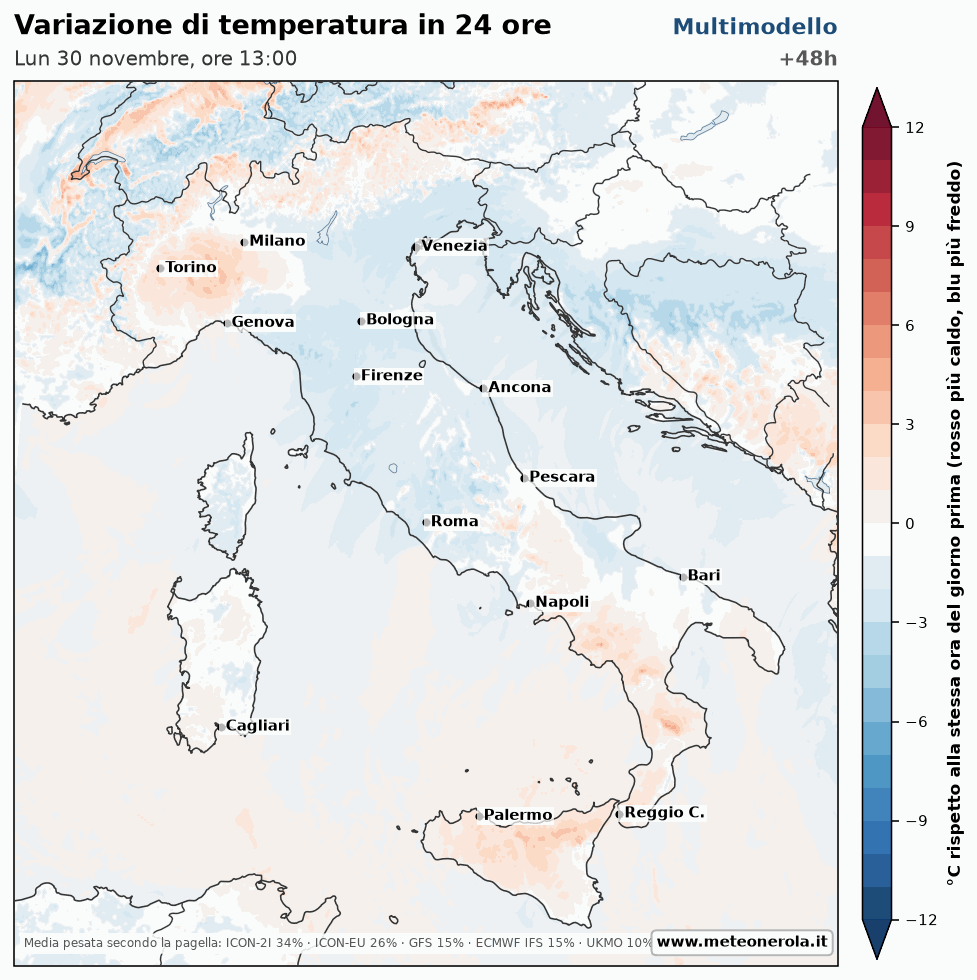 Variazione di temperatura in 24 ore
Multimodello
Lun 30 novembre, ore 13:00
+48h
Milano
Venezia
Torino
Genova
Bologna
Firenze
Ancona
Pescara
Roma
Bari
Napoli
Cagliari
Palermo
Reggio C.
12
9
6
3
0
−3
−6
−9
−12
°C rispetto alla stessa ora del giorno prima (rosso più caldo, blu più freddo)
Media pesata secondo la pagella: ICON-2I 34% · ICON-EU 26% · GFS 15% · ECMWF IFS 15% · UKMO 10%
www.meteonerola.it